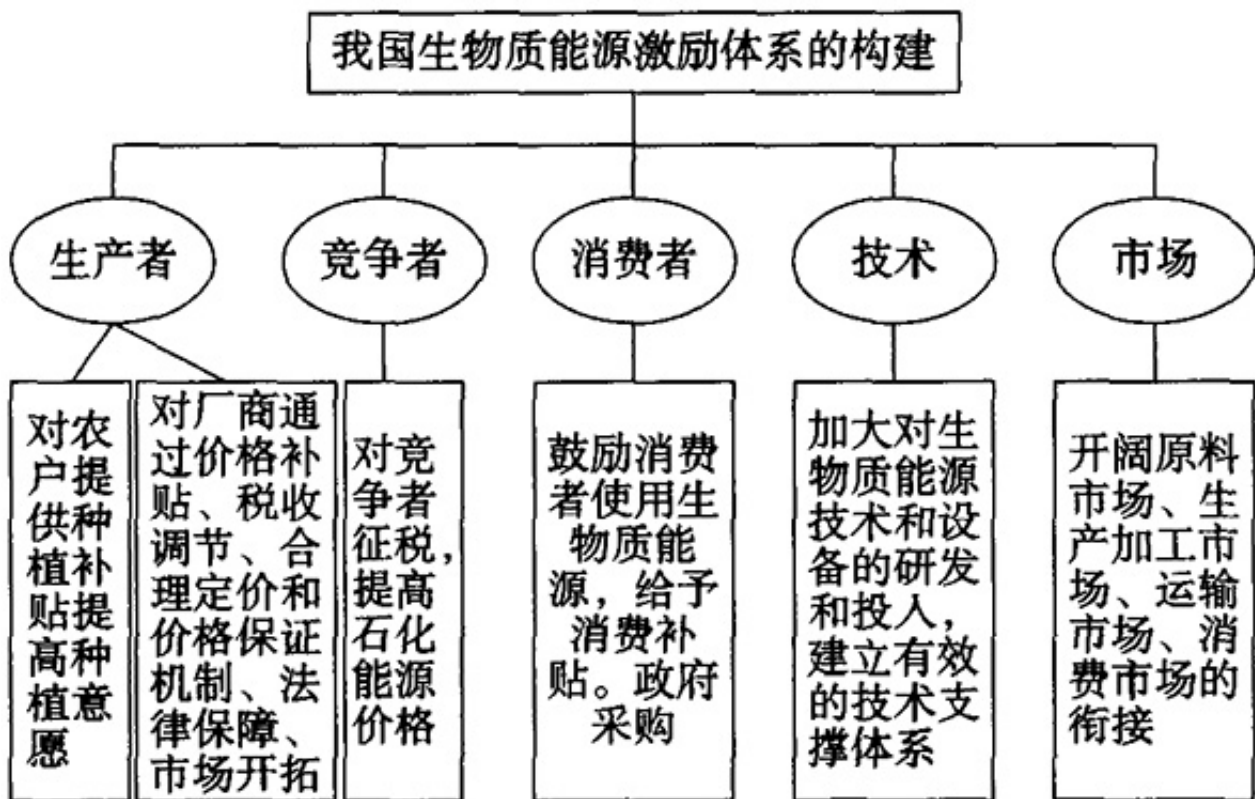 我国生物质能源激励体系的构建
生产者
竞争者
消费者
技术
市场
对农
户提
供种
植补
贴提
高种
植意
愿
对厂商通
过价格补
贴、税收
调节、合
理定价和
价格保证
机制、法
律保障、
市场开拓
对竞
争者
征税，
提高
石化
能源
价格
鼓励消费
者使用生
物质能
源，给予
消费补
贴。政府
采购
加大对生
物质能源
技术和设
备的研发
和投人，
建立有效
的技术支
撑体系
开阔原料
市场、生
产加工市
场、运输
市场、消
费市场的
衔接